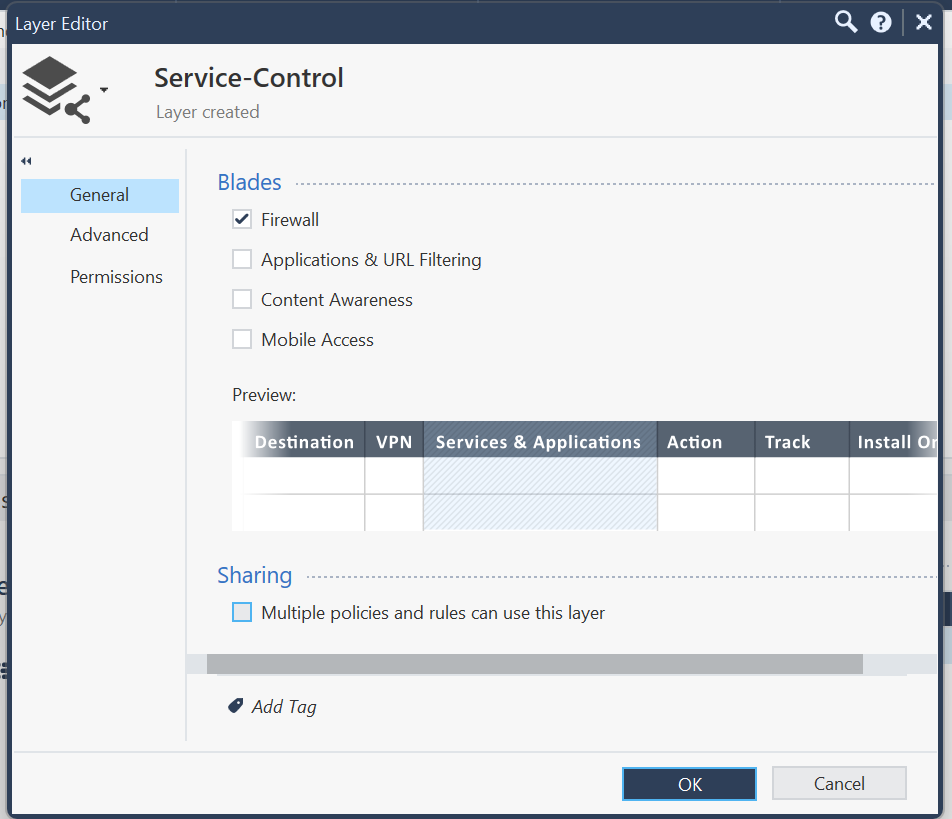 Layer Editor
Service-Control
Layer created
General
Advanced
Permissions
Blades
Firewall
Applications & URL Filtering
Content Awareness
Mobile Access
Preview:
Destination VPN Services & Applications Action Track Install On
Sharing
Multiple policies and rules can use this layer
Add Tag
OK Cancel